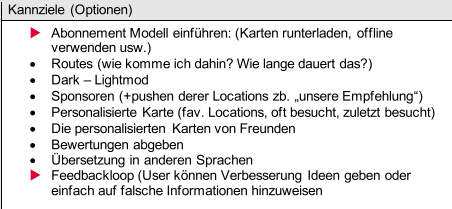 Kannziele (Optionen)
Abonnement Modell einführen: (Karten runterladen, offline
verwenden usw.)
• Routes (wie komme ich dahin? Wie lange dauert das?)
• Dark – Lightmod
• Sponsoren (+pushen derer Locations zb. „unsere Empfehlung“)
• Personalisierte Karte (fav. Locations, oft besucht, zuletzt besucht)
• Die personalisierten Karten von Freunden
• Bewertungen abgeben
• Übersetzung in anderen Sprachen
Feedbackloop (User können Verbesserung Ideen geben oder
einfach auf falsche Informationen hinzuweisen